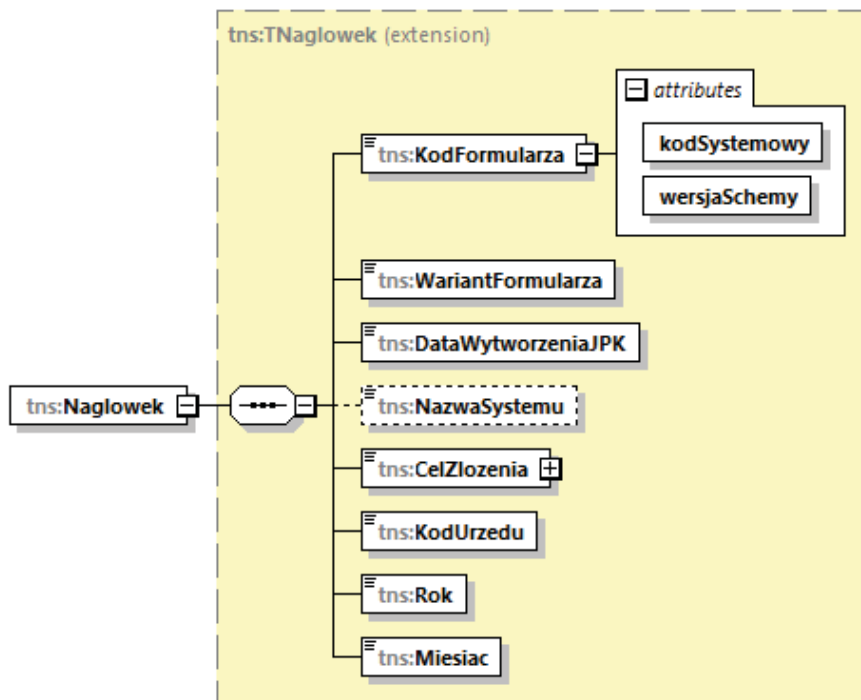 tns:TNaglowek (extension)
attributes
tns:KodFormularza
kodSystemowy
wersjaSchemy
tns:WariantFormularza
tns:DataWytworzeniaJPK
tns:Naglowek
tns:NazwaSystemu
tns:CelZlozenia
tns:KodUrzedu
tns:Rok
tns:Miesiac